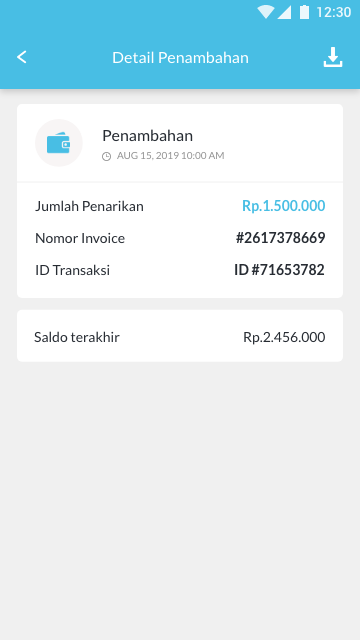 12:30
Detail Penambahan
Penambahan
AUG 15, 2019 10:00 AM
Jumlah Penarikan Rp.1.500.000
Nomor Invoice #2617378669
ID Transaksi ID #71653782
Saldo terakhir Rp.2.456.000